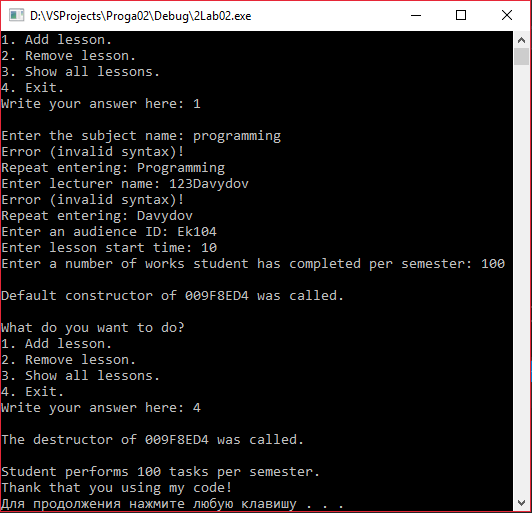 D:\VSProjects\Proga02\Debug\2Lab02.exe
1. Add lesson.
2. Remove lesson.
3. Show all lessons.
4. Exit.
Write your answer here: 1
Enter the subject name: programming
Error (invalid syntax)!
Repeat entering: Programming
Enter lecturer name: 123Davydov
Error (invalid syntax)!
Repeat entering: Davydov
Enter an audience ID: Ek104
Enter lesson start time: 10
Enter a number of works student has completed per semester: 100
Default constructor of 009F8ED4 was called.
What do you want to do?
1. Add lesson.
2. Remove lesson.
3. Show all lessons.
4. Exit.
Write your answer here: 4
The destructor of 009F8ED4 was called.
Student performs 100 tasks per semester.
Thank that you using my code!
Для продолжения нажмите любую клавишу . . .